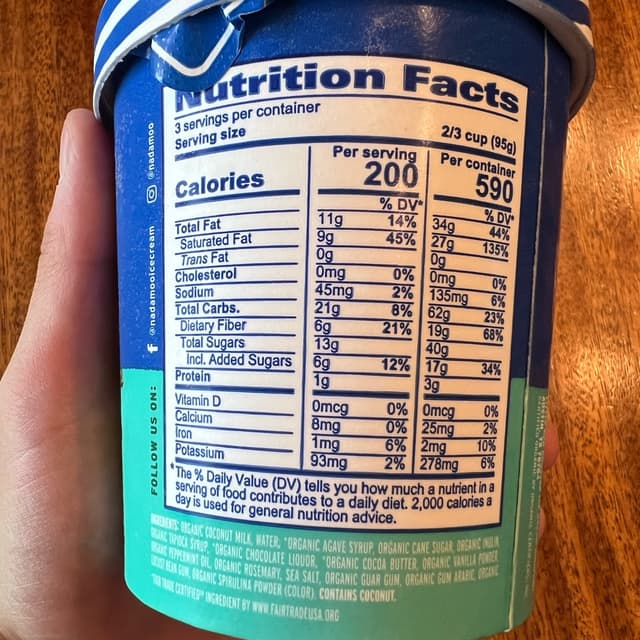 Nutrition Facts
3 servings per container
Serving size 2/3 cup (95g)
Per serving Per container
Calories 200 590
% DV* % DV*
Total Fat 11g 14% 34g 44%
Saturated Fat 9g 45% 27g 135%
Trans Fat 0g 0g
Cholesterol 0mg 0% 0mg 0%
Sodium 45mg 2% 135mg 6%
Total Carbs. 21g 8% 62g 23%
Dietary Fiber 6g 21% 19g 68%
Total Sugars 13g 40g
Incl. Added Sugars 6g 12% 17g 34%
Protein 1g 3g
Vitamin D 0mcg 0% 0mcg 0%
Calcium 8mg 0% 25mg 2%
Iron 1mg 6% 2mg 10%
Potassium 93mg 2% 278mg 6%
*The % Daily Value (DV) tells you how much a nutrient in a
serving of food contributes to a daily diet. 2,000 calories a
day is used for general nutrition advice.
INGREDIENTS: ORGANIC COCONUT MILK, WATER, *ORGANIC AGAVE SYRUP, ORGANIC CANE SUGAR, ORGANIC INULIN,
ORGANIC TAPIOCA SYRUP, *ORGANIC CHOCOLATE LIQUOR, *ORGANIC COCOA BUTTER, ORGANIC VANILLA POWDER,
ORGANIC PEPPERMINT OIL, ORGANIC ROSEMARY, SEA SALT, ORGANIC GUAR GUM, ORGANIC GUM ARABIC, ORGANIC
LOCUST BEAN GUM, ORGANIC SPIRULINA POWDER (COLOR). CONTAINS COCONUT.
*FAIR TRADE CERTIFIED™ INGREDIENT BY WWW.FAIRTRADEUSA.ORG
FOLLOW US ON: @nadamooicecream @nadamoo